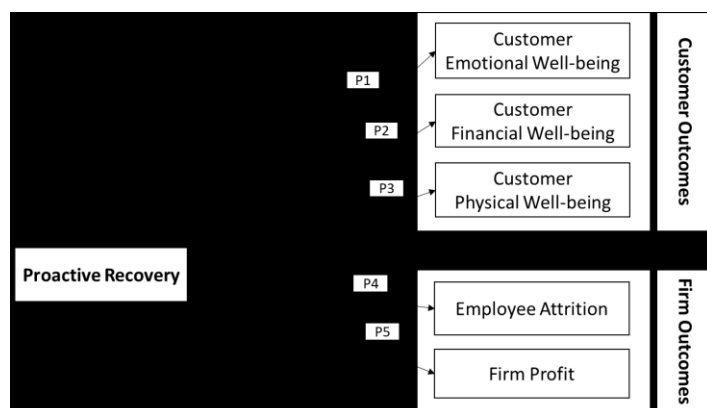 Customer
Emotional Well-being
P1
Customer
Financial Well-being
P2
Customer
Physical Well-being
P3
Customer Outcomes
Proactive Recovery
P4
Employee Attrition
P5
Firm Profit
Firm Outcomes